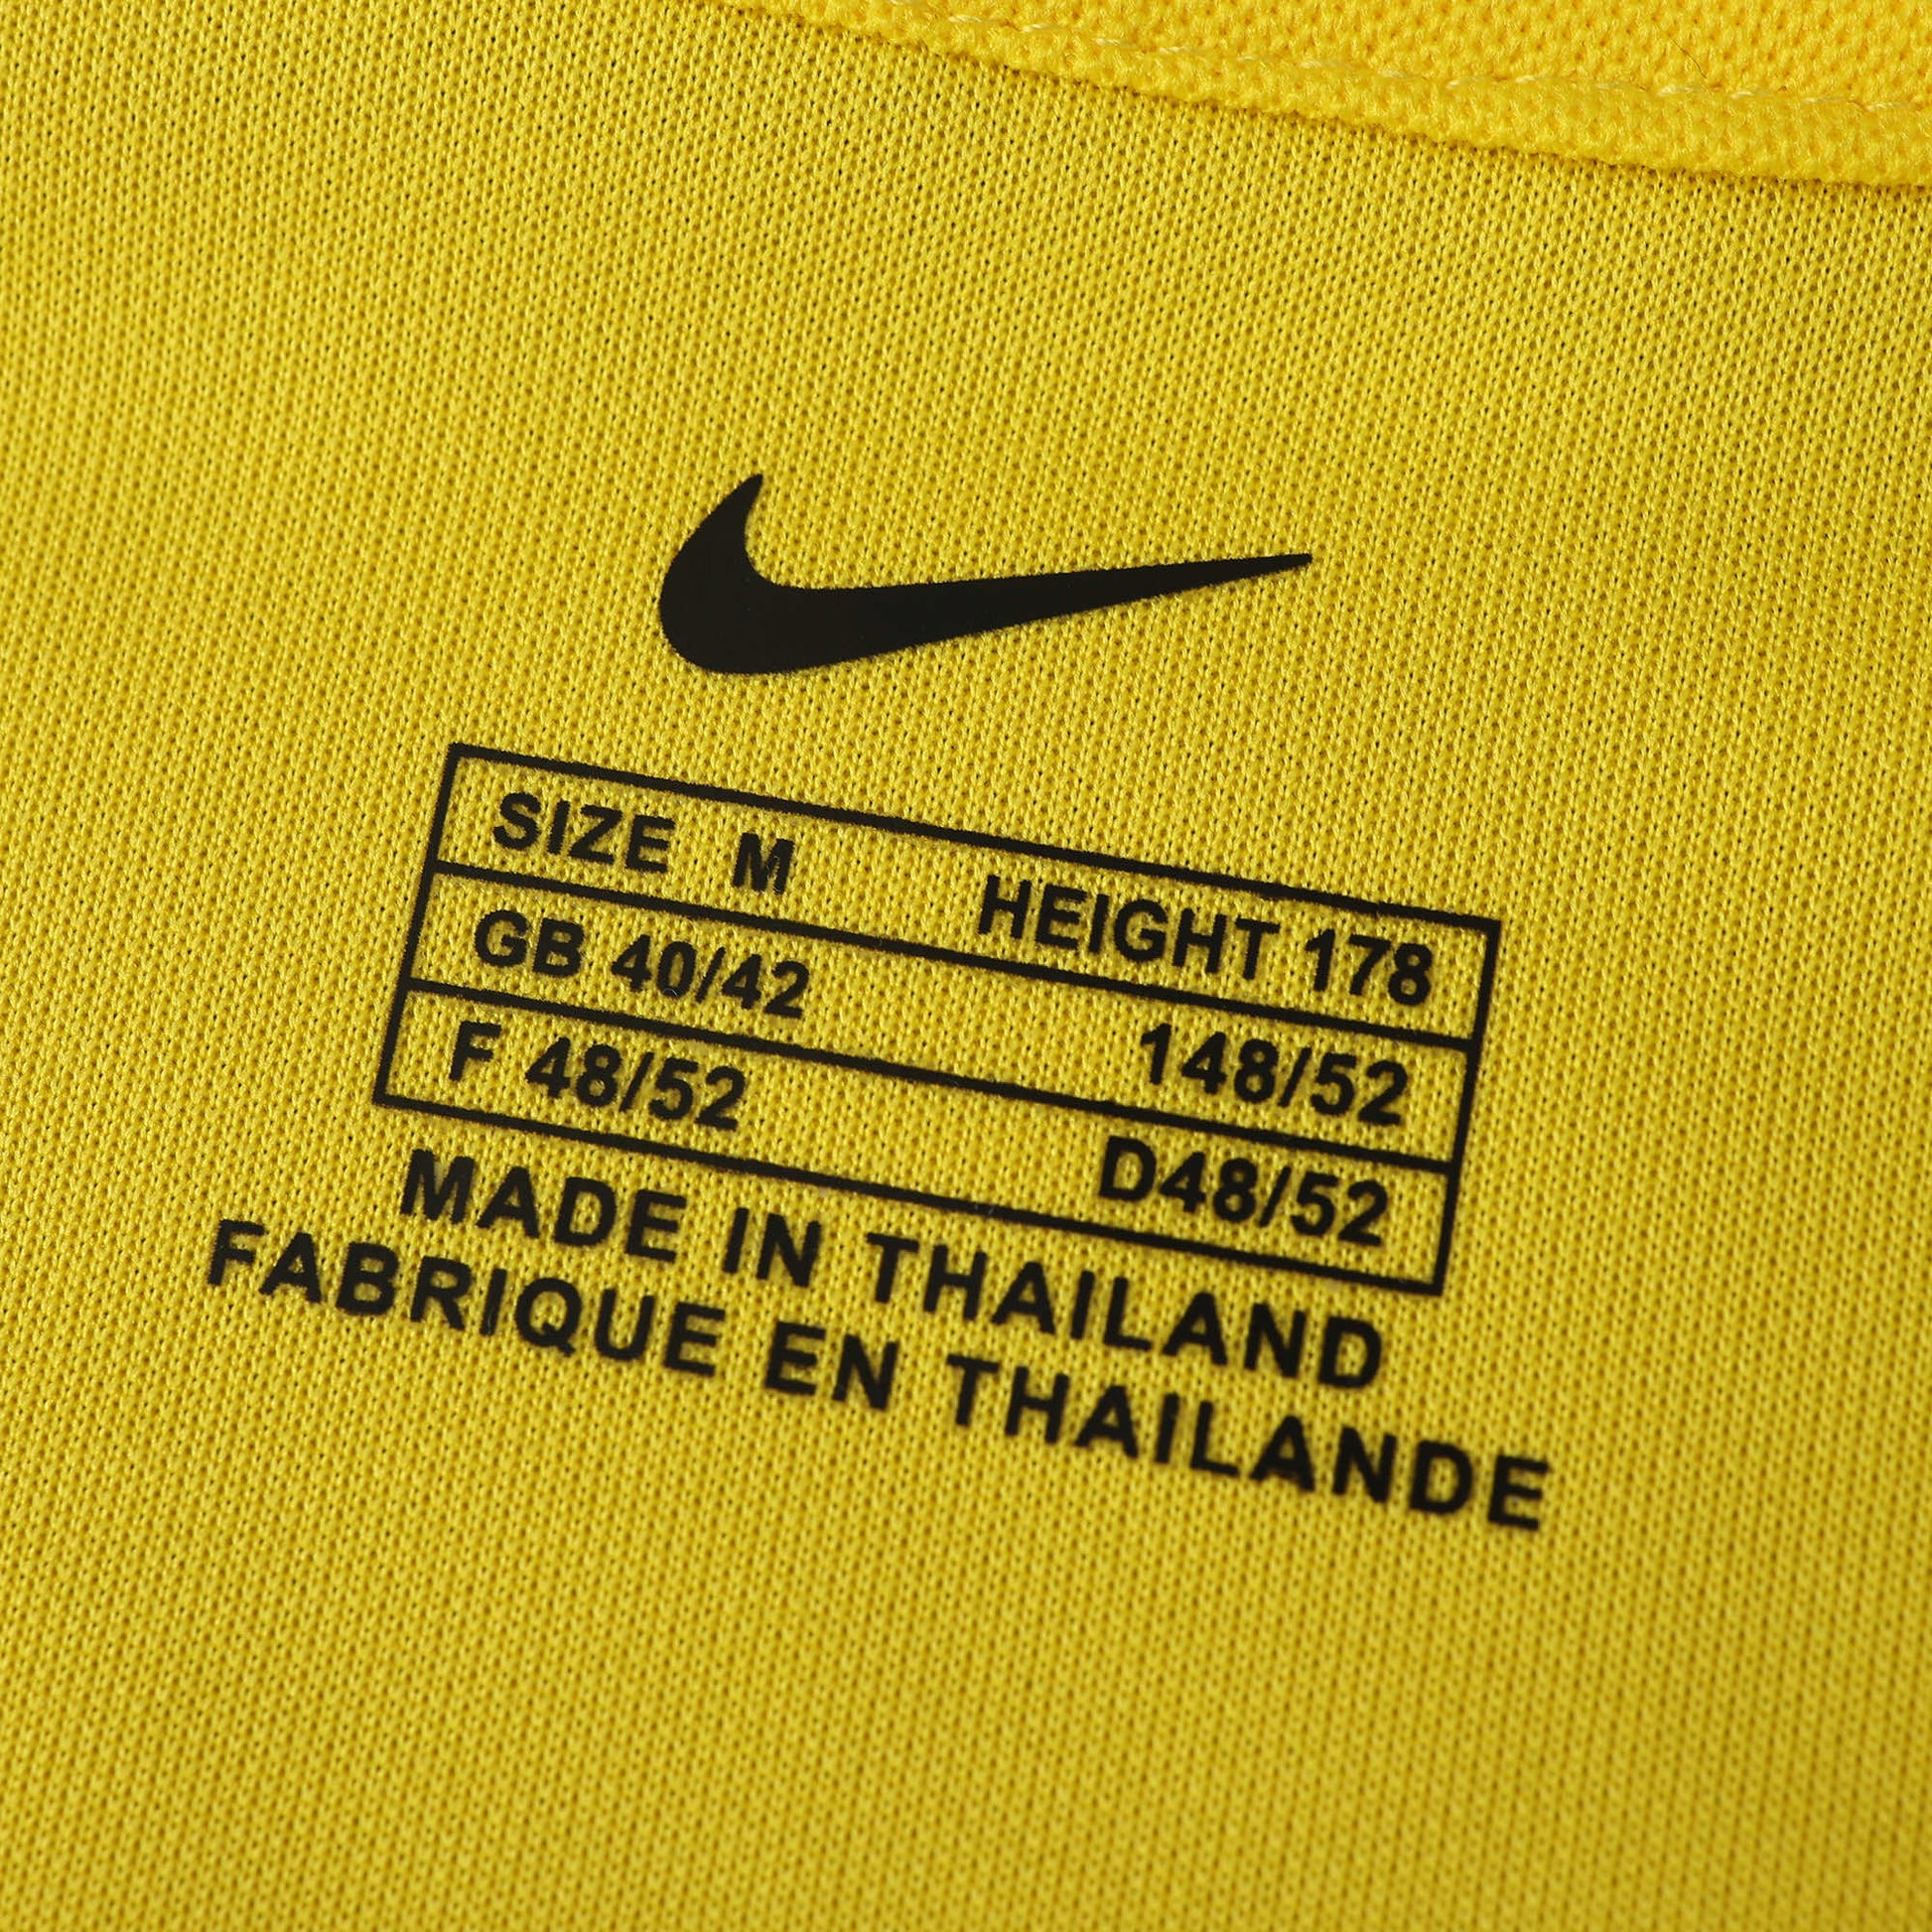 SIZE M HEIGHT 178
GB 40/42 148/52
F 48/52 D48/52
MADE IN THAILAND
FABRIQUE EN THAILANDE